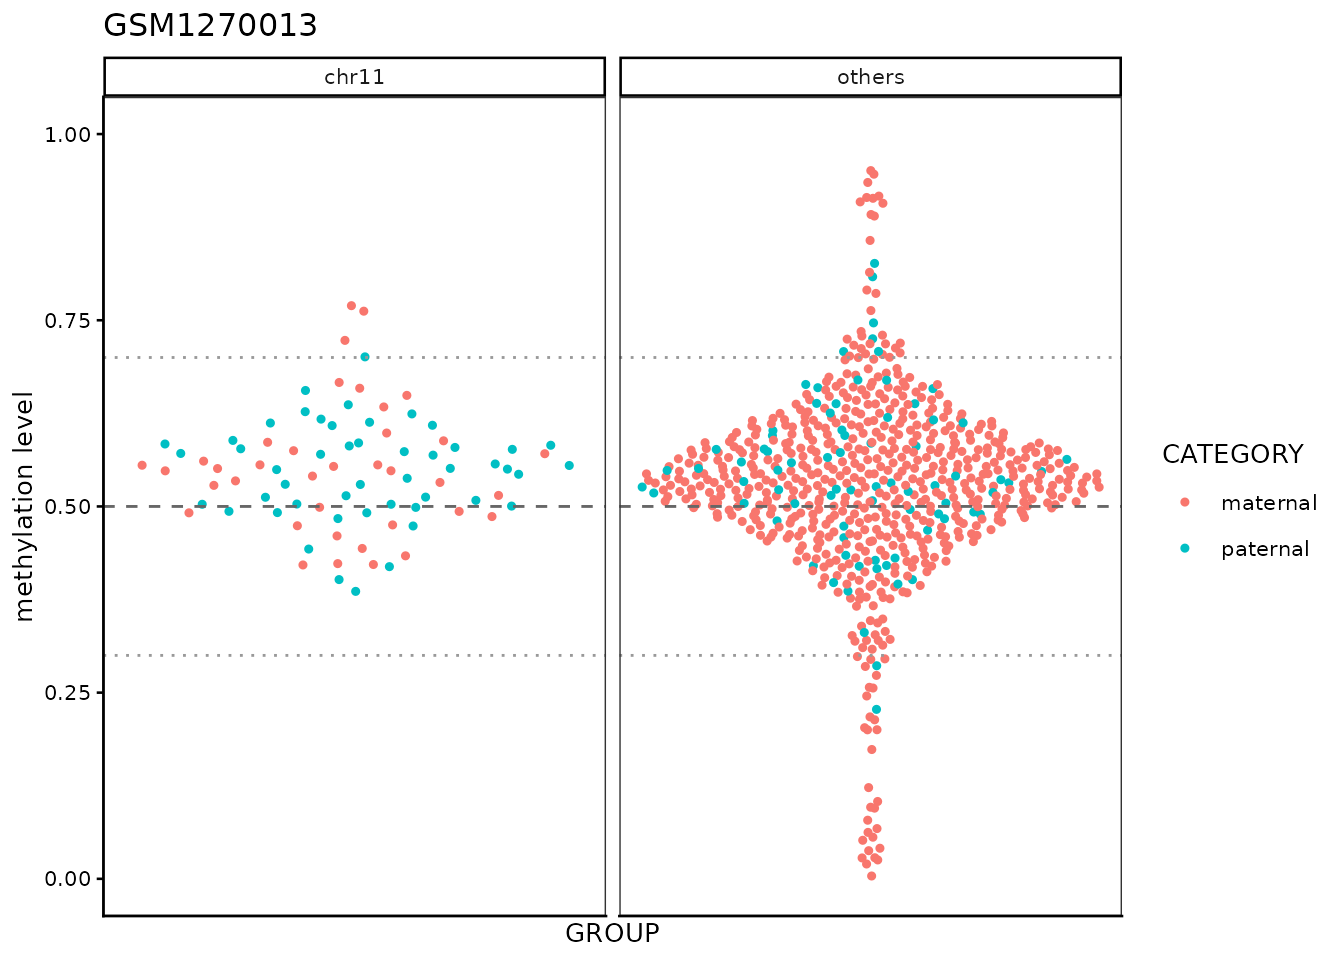 GSM1270013
chr11
others
1.00
0.75
0.50
0.25
0.00
methylation level
GROUP
CATEGORY
maternal
paternal